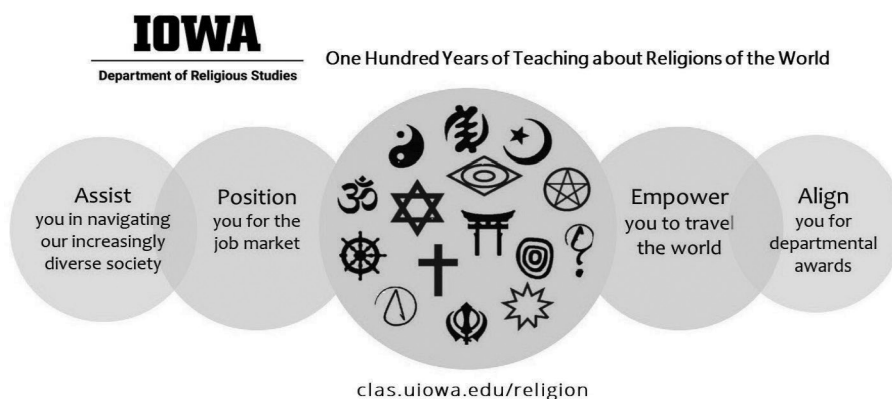 IOWA
Department of Religious Studies
One Hundred Years of Teaching about Religions of the World
Assist
you in navigating
our increasingly
diverse society
Position
you for the
job market
Empower
you to travel
the world
Align
you for
departmental
awards
clas.uiowa.edu/religion